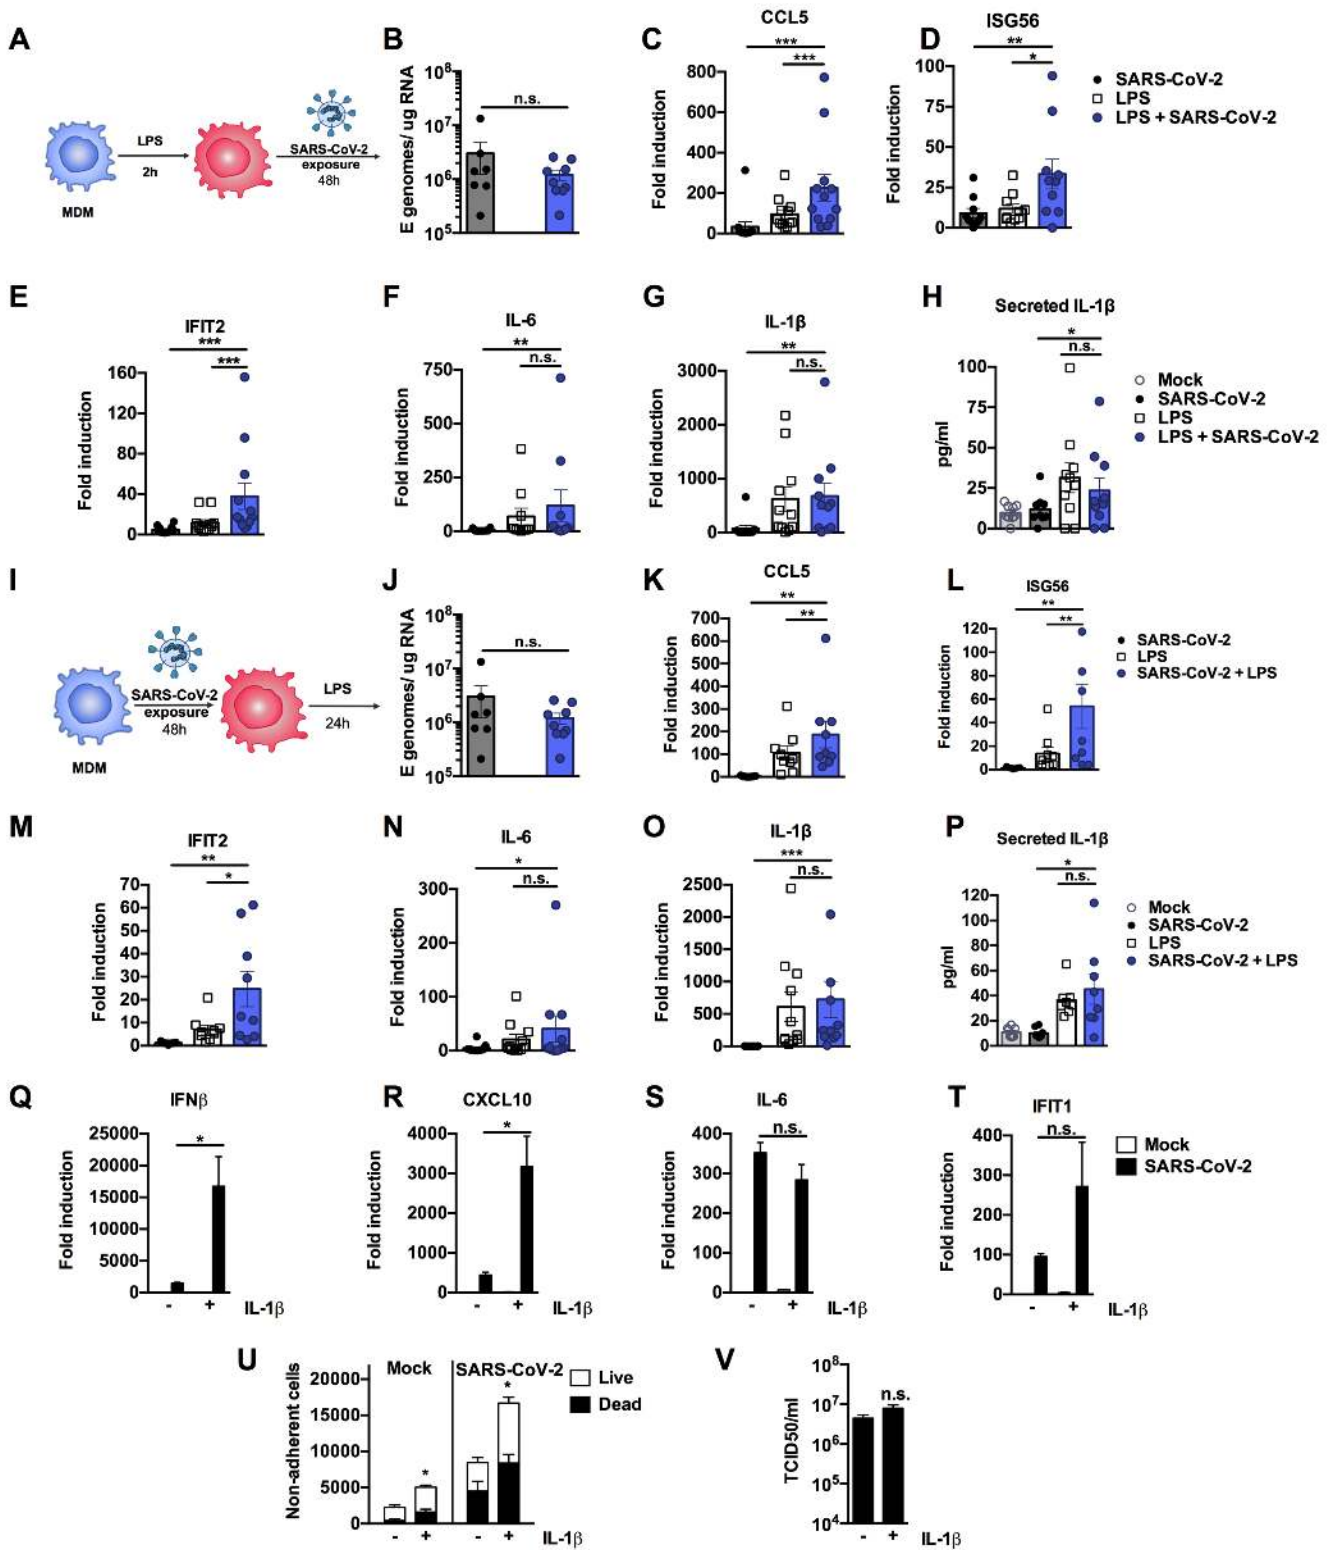 A
LPS
2h
SARS-CoV-2
exposure
48h
MDM
B
E genomes/ ug RNA
10^8
10^7
10^6
10^5
n.s.
C
CCL5
***
***
Fold induction
800
600
400
200
0
D
ISG56
**
*
Fold induction
100
75
50
25
0
SARS-CoV-2
LPS
LPS + SARS-CoV-2
E
IFIT2
***
***
Fold induction
160
120
80
40
0
F
IL-6
**
n.s.
Fold induction
750
500
250
0
G
IL-1β
**
n.s.
Fold induction
3000
2000
1000
0
H
Secreted IL-1β
*
n.s.
pg/ml
100
75
50
25
0
Mock
SARS-CoV-2
LPS
LPS + SARS-CoV-2
I
SARS-CoV-2
exposure
48h
LPS
24h
MDM
J
E genomes/ ug RNA
10^8
10^7
10^6
10^5
n.s.
K
CCL5
**
**
Fold induction
700
600
500
400
300
200
100
0
L
ISG56
**
**
Fold induction
120
100
80
60
40
20
0
SARS-CoV-2
LPS
SARS-CoV-2 + LPS
M
IFIT2
**
*
Fold induction
70
60
50
40
30
20
10
0
N
IL-6
*
n.s.
Fold induction
300
200
100
0
O
IL-1β
***
n.s.
Fold induction
2500
2000
1500
1000
500
0
P
Secreted IL-1β
*
n.s.
pg/ml
120
100
80
60
40
20
0
Mock
SARS-CoV-2
LPS
SARS-CoV-2 + LPS
Q
IFNβ
*
Fold induction
25000
20000
15000
10000
5000
0
- + IL-1β
R
CXCL10
*
Fold induction
4000
3000
2000
1000
0
- + IL-1β
S
IL-6
n.s.
Fold induction
400
300
200
100
0
- + IL-1β
T
IFIT1
n.s.
Fold induction
400
300
200
100
0
- + IL-1β
Mock
SARS-CoV-2
U
Mock
SARS-CoV-2
*
*
Non-adherent cells
20000
15000
10000
5000
0
- + - + IL-1β
Live
Dead
V
n.s.
TCID50/ml
10^8
10^7
10^6
10^5
10^4
- + IL-1β